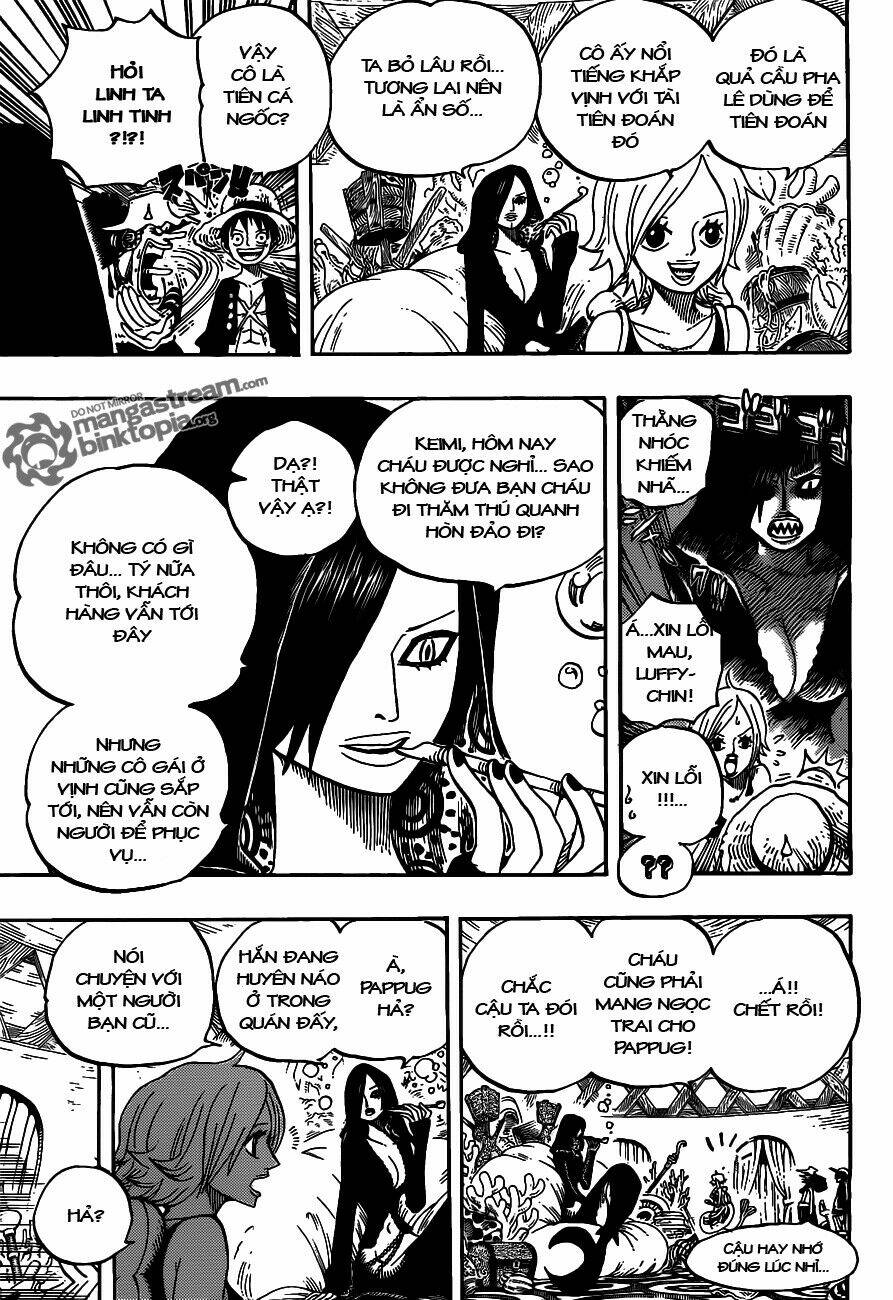 ĐÓ LÀ
QUẢ CẦU PHA
LÊ DÙNG ĐỂ
TIÊN ĐOÁN
CÔ ẤY NỔI
TIẾNG KHẮP
VỊNH VỚI TÀI
TIÊN ĐOÁN
ĐÓ
TA BỎ LÂU RỒI...
TƯƠNG LAI NÊN
LÀ ẨN SỐ...
VẬY
CÔ LÀ
TIÊN CÁ
NGỐC?
HỎI
LINH TA
LINH TINH
?!?!
THẰNG
NHÓC
KHIẾM
NHÃ...
Á...XIN LỖI
MAU,
LUFFY-
CHIN!
XIN LỖI
!!!...
??
KEIMI, HÔM NAY
CHÁU ĐƯỢC NGHỈ... SAO
KHÔNG ĐƯA BẠN CHÁU
ĐI THĂM THÚ QUANH
HÒN ĐẢO ĐI?
DẠ?!
THẬT
VẬY Ạ?!
KHÔNG CÓ GÌ
ĐÂU... TÝ NỮA
THÔI, KHÁCH
HÀNG VẪN TỚI
ĐÂY
NHƯNG
NHỮNG CÔ GÁI Ở
VỊNH CŨNG SẮP
TỚI, NÊN VẪN CÒN
NGƯỜI ĐỂ PHỤC
VỤ...
DO NOT MIRROR
mangastream.com
binktopia.org
...Á!!
CHẾT RỒI!
CHÁU
CŨNG PHẢI
MANG NGỌC
TRAI CHO
PAPPUG!
CHẮC
CẬU TA ĐÓI
RỒI...!!
CẬU HAY NHỚ
ĐÚNG LÚC NHỈ...
À,
PAPPUG
HẢ?
HẮN ĐANG
HUYÊN NÁO
Ở TRONG
QUÁN ĐẤY,
NÓI
CHUYỆN VỚI
MỘT NGƯỜI
BẠN CŨ...
HẢ?